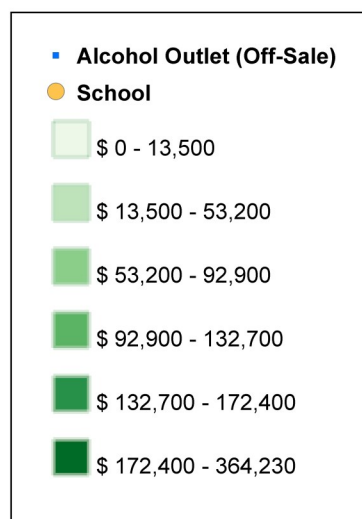 Alcohol Outlet (Off-Sale)
School
$ 0 - 13,500
$ 13,500 - 53,200
$ 53,200 - 92,900
$ 92,900 - 132,700
$ 132,700 - 172,400
$ 172,400 - 364,230